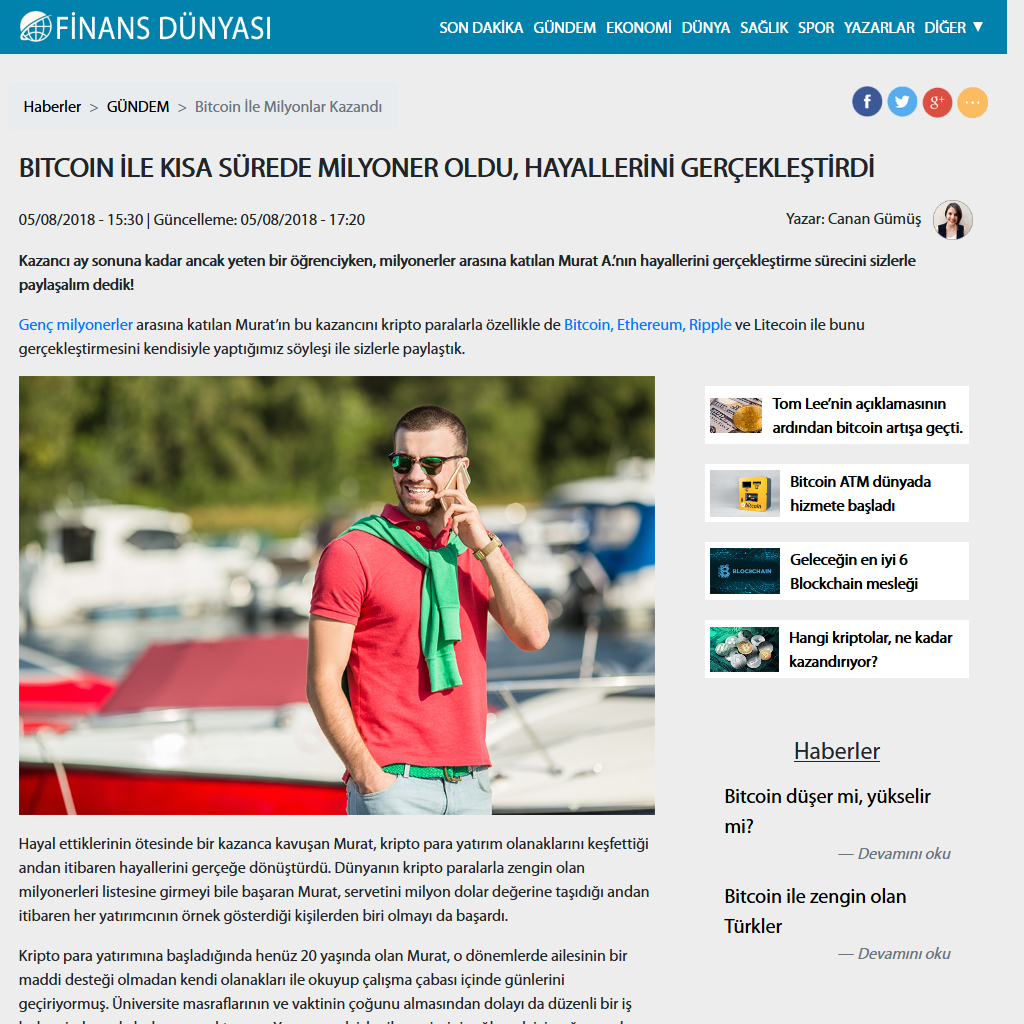 FİNANS DÜNYASI
SON DAKİKA GÜNDEM EKONOMİ DÜNYA SAĞLIK SPOR YAZARLAR DİĞER ▼
Haberler > GÜNDEM > Bitcoin İle Milyonlar Kazandı
BITCOIN İLE KISA SÜREDE MİLYONER OLDU, HAYALLERİNİ GERÇEKLEŞTİRDİ
05/08/2018 - 15:30 | Güncelleme: 05/08/2018 - 17:20
Yazar: Canan Gümüş
Kazancı ay sonuna kadar ancak yeten bir öğrenciyken, milyonerler arasına katılan Murat A.’nın hayallerini gerçekleştirme sürecini sizlerle
paylaşalım dedik!
Genç milyonerler arasına katılan Murat’ın bu kazancını kripto paralarla özellikle de Bitcoin, Ethereum, Ripple ve Litecoin ile bunu
gerçekleştirmesini kendisiyle yaptığımız söyleşi ile sizlerle paylaştık.
Tom Lee’nin açıklamasının
ardından bitcoin artışa geçti.
bitcoin
Bitcoin ATM dünyada
hizmete başladı
BLOCKCHAIN
Geleceğin en iyi 6
Blockchain mesleği
Hangi kriptolar, ne kadar
kazandırıyor?
Haberler
Bitcoin düşer mi, yükselir
mi?
— Devamını oku
Bitcoin ile zengin olan
Türkler
— Devamını oku
Hayal ettiklerinin ötesinde bir kazanca kavuşan Murat, kripto para yatırım olanaklarını keşfettiği
andan itibaren hayallerini gerçeğe dönüştürdü. Dünyanın kripto paralarla zengin olan
milyonerleri listesine girmeyi bile başaran Murat, servetini milyon dolar değerine taşıdığı andan
itibaren her yatırımcının örnek gösterdiği kişilerden biri olmayı da başardı.
Kripto para yatırımına başladığında henüz 20 yaşında olan Murat, o dönemlerde ailesinin bir
maddi desteği olmadan kendi olanakları ile okuyup çalışma çabası içinde günlerini
geçiriyormuş. Üniversite masraflarının ve vaktinin çoğunu almasından dolayı da düzenli bir iş